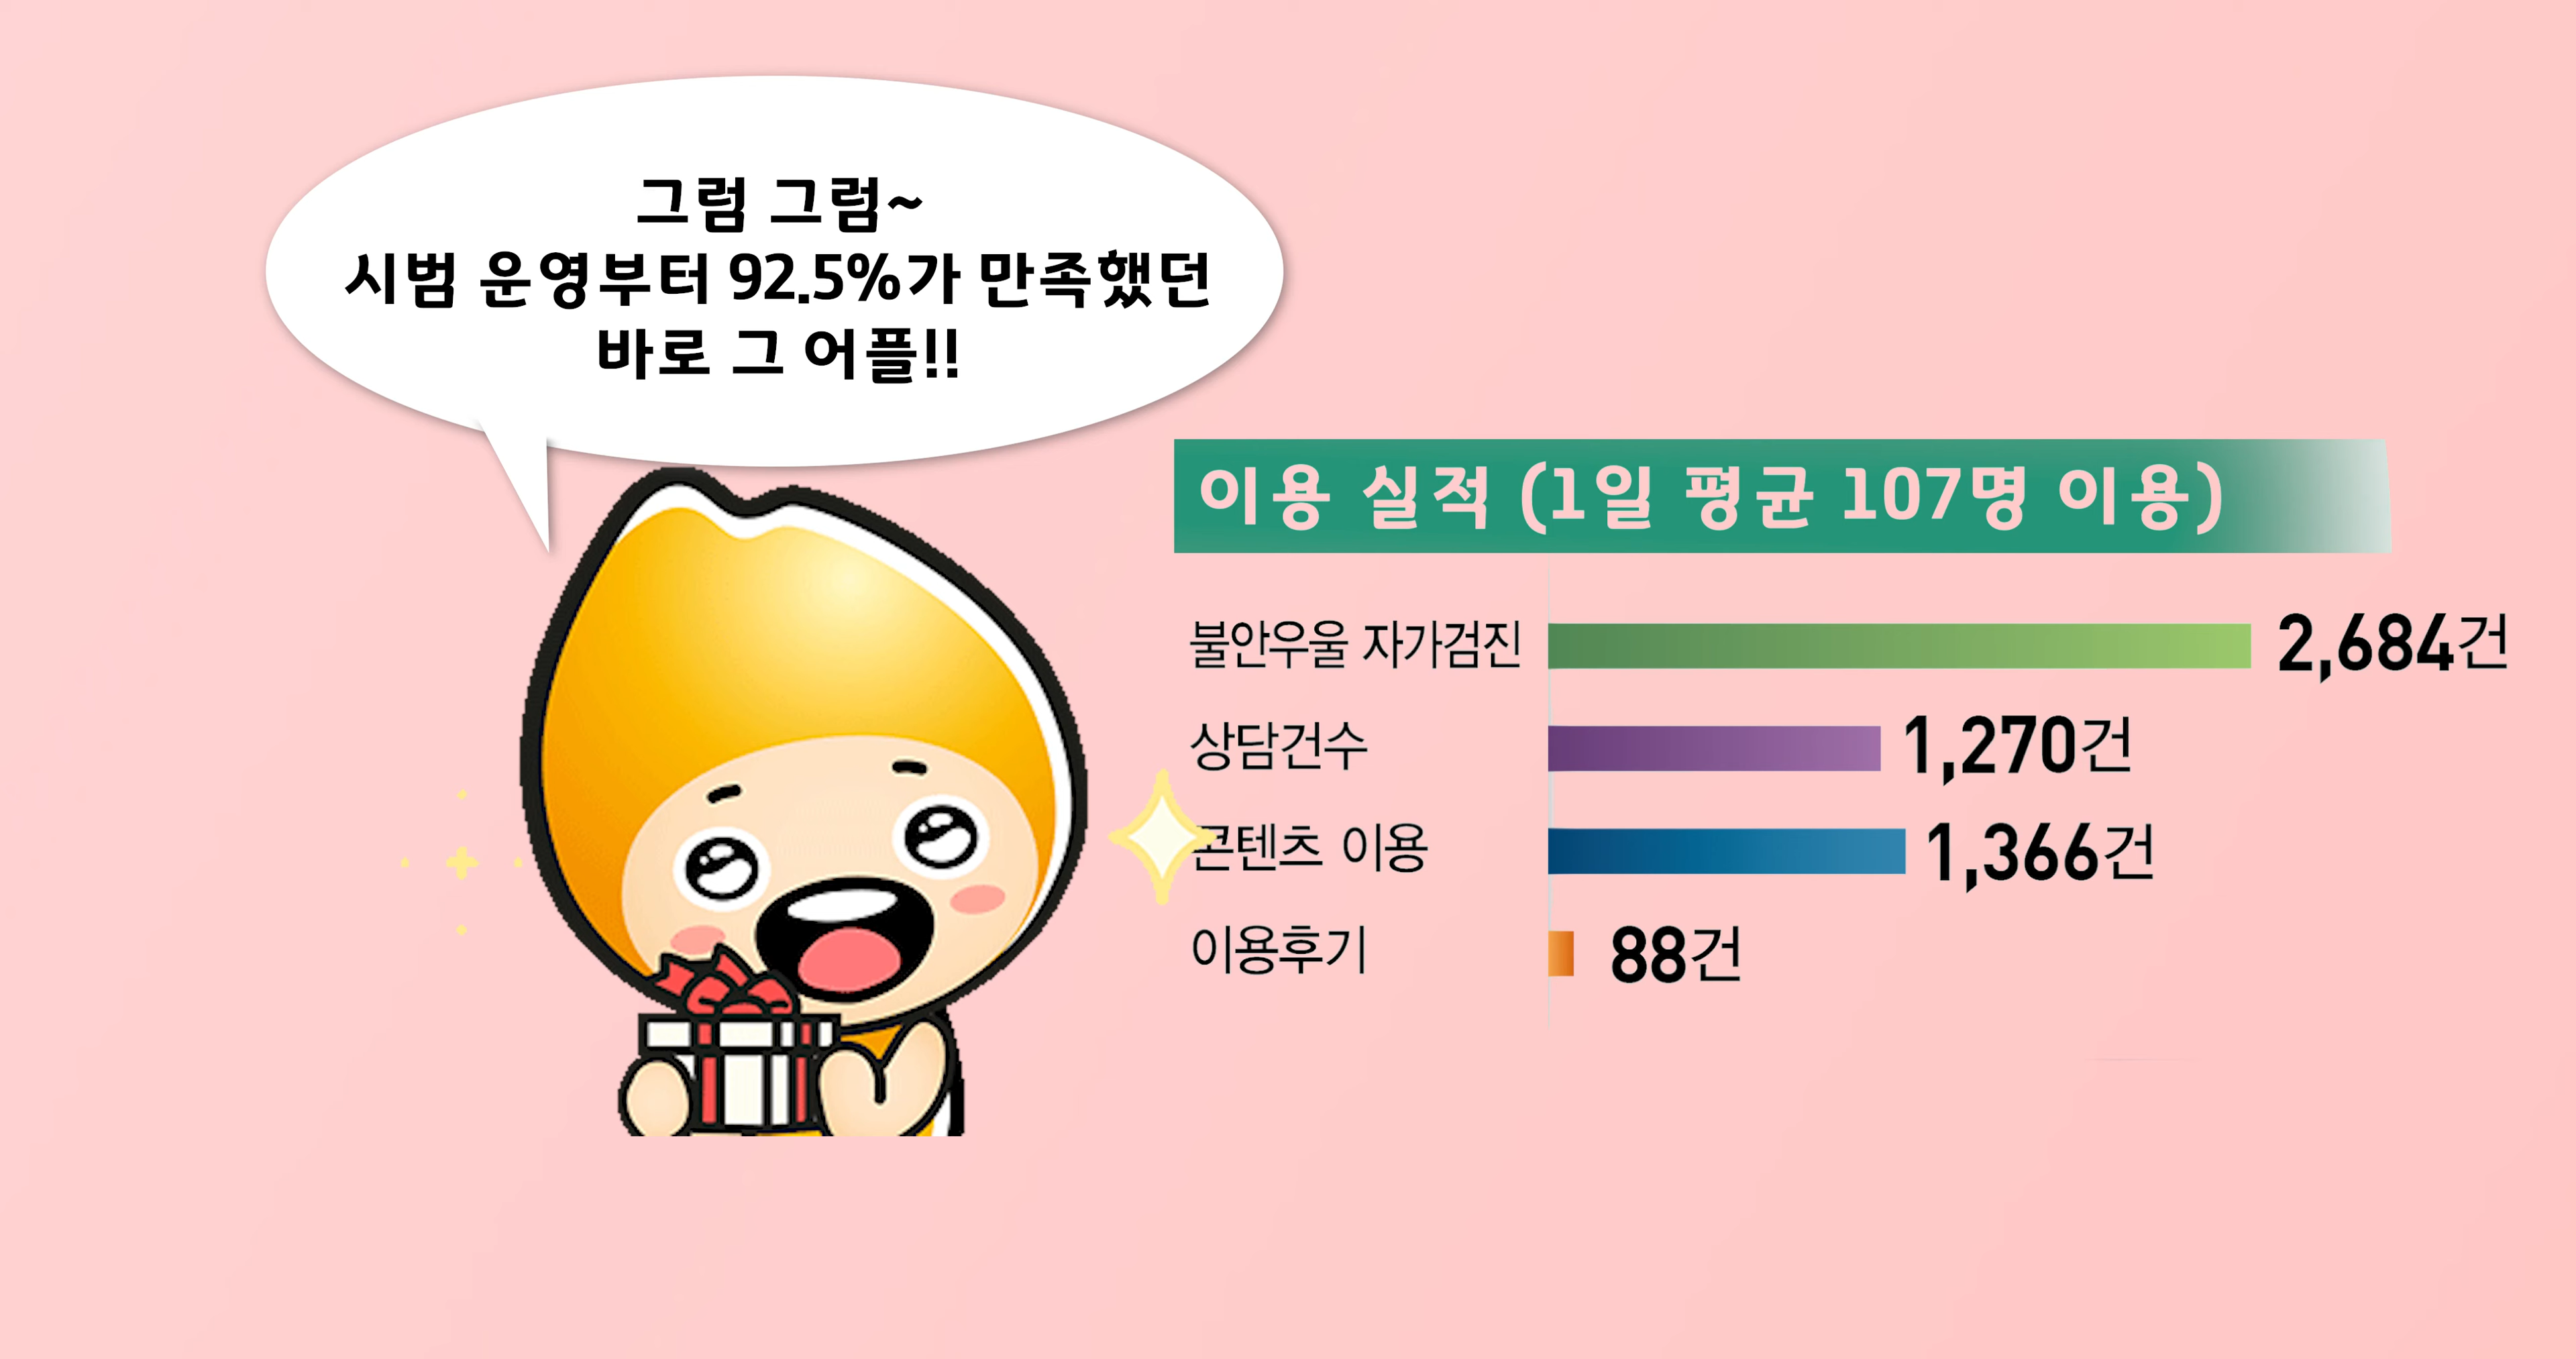 그럼 그럼~
시범 운영부터 92.5%가 만족했던
바로 그 어플!!
이용 실적 (1일 평균 107명 이용)
불안우울 자가검진 2,684건
상담건수 1,270건
콘텐츠 이용 1,366건
이용후기 88건